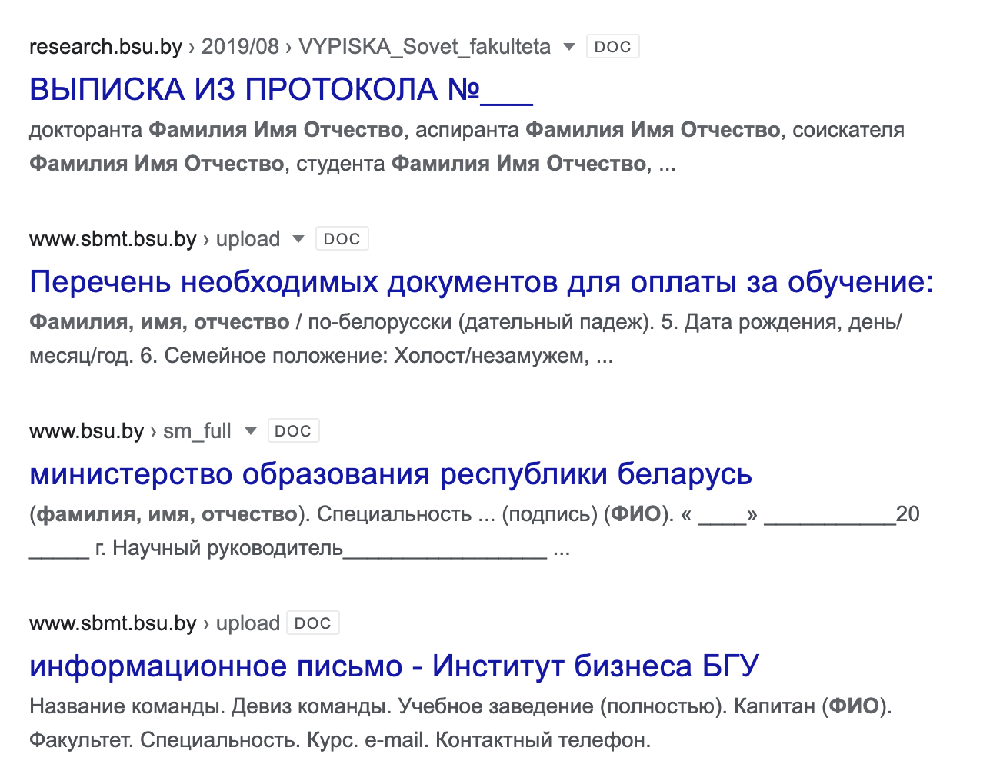 research.bsu.by › 2019/08 › VYPISKA_Sovet_fakulteta DOC
ВЫПИСКА ИЗ ПРОТОКОЛА №___
докторанта Фамилия Имя Отчество, аспиранта Фамилия Имя Отчество, соискателя
Фамилия Имя Отчество, студента Фамилия Имя Отчество, ...
www.sbmt.bsu.by › upload DOC
Перечень необходимых документов для оплаты за обучение:
Фамилия, имя, отчество / по-белорусски (дательный падеж). 5. Дата рождения, день/
месяц/год. 6. Семейное положение: Холост/незамужем, ...
www.bsu.by › sm_full DOC
министерство образования республики беларусь
(фамилия, имя, отчество). Специальность ... (подпись) (ФИО). « ____» ___________20
_____ г. Научный руководитель_________________ ...
www.sbmt.bsu.by › upload DOC
информационное письмо - Институт бизнеса БГУ
Название команды. Девиз команды. Учебное заведение (полностью). Капитан (ФИО).
Факультет. Специальность. Курс. e-mail. Контактный телефон.